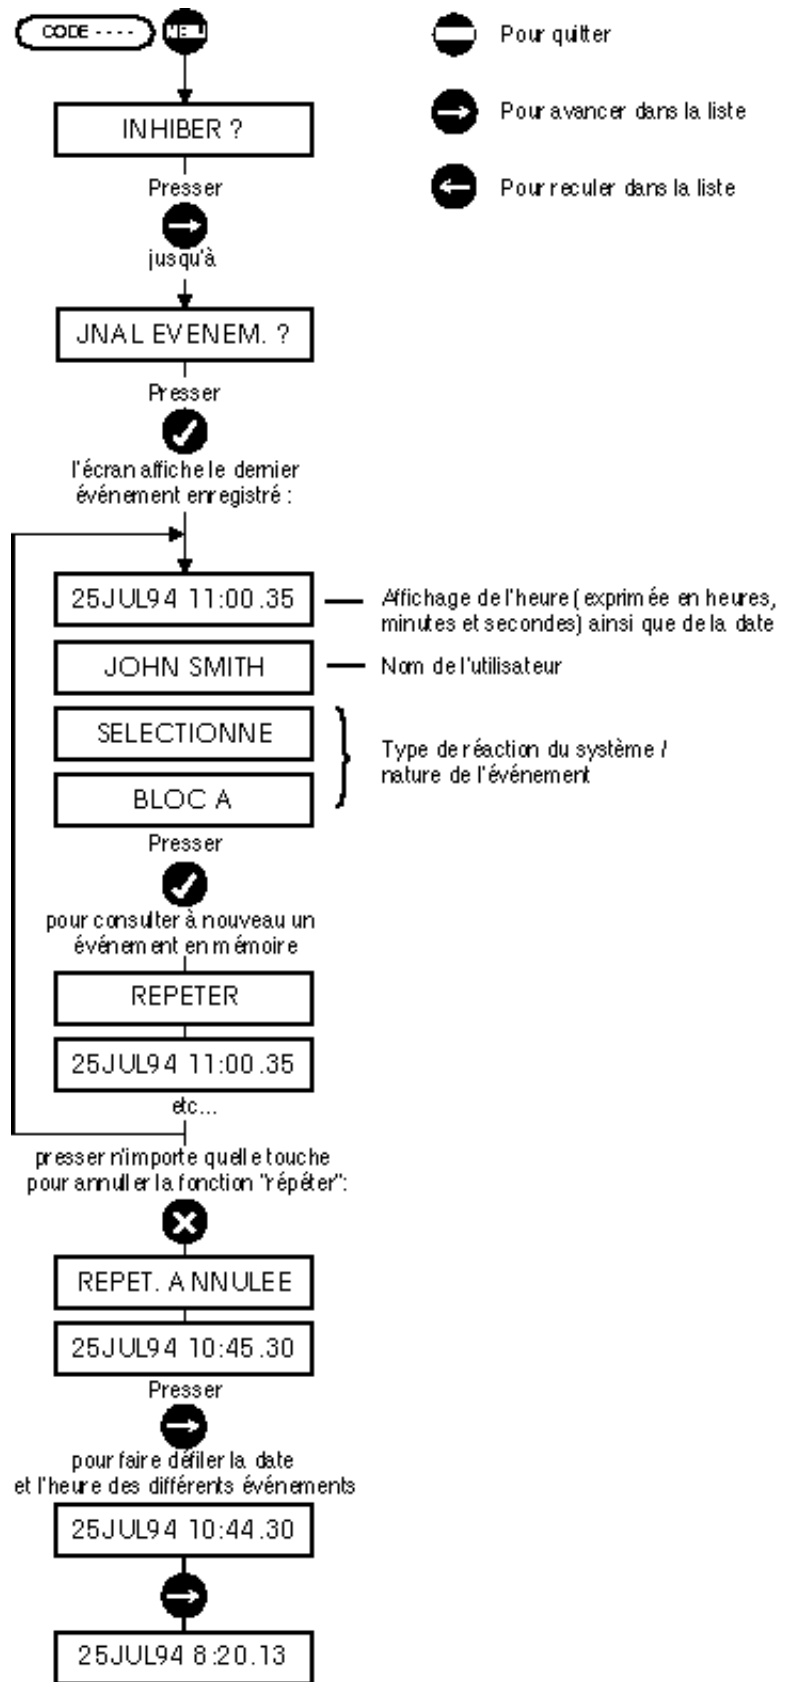 CODE - - - -
MENU
Pour quitter
Pour avancer dans la liste
Pour reculer dans la liste
INHIBER ?
Presser
jusqu'à
JNAL EVENEM. ?
Presser
l'écran affiche le dernier
événement enregistré :
25JUL94 11:00.35
Affichage de l'heure ( exprimée en heures,
minutes et secondes) ainsi que de la date
JOHN SMITH
Nom de l'utilisateur
SELECTIONNE
BLOC A
Type de réaction du système /
nature de l'événement
Presser
pour consulter à nouveau un
événement en mémoire
REPETER
25JUL94 11:00.35
etc...
presser n'importe quelle touche
pour annuller la fonction "répéter":
REPET. ANNULEE
25JUL94 10:45.30
Presser
pour faire défiler la date
et l'heure des différents événements
25JUL94 10:44.30
25JUL94 8:20.13